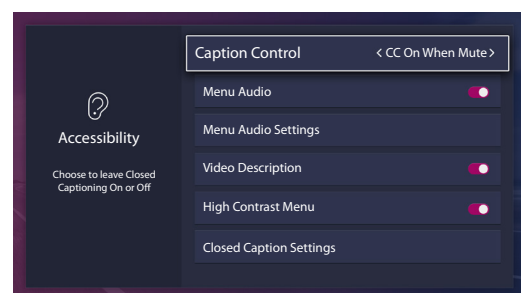 Accessibility
Choose to leave Closed
Captioning On or Off
Caption Control < CC On When Mute >
Menu Audio
Menu Audio Settings
Video Description
High Contrast Menu
Closed Caption Settings